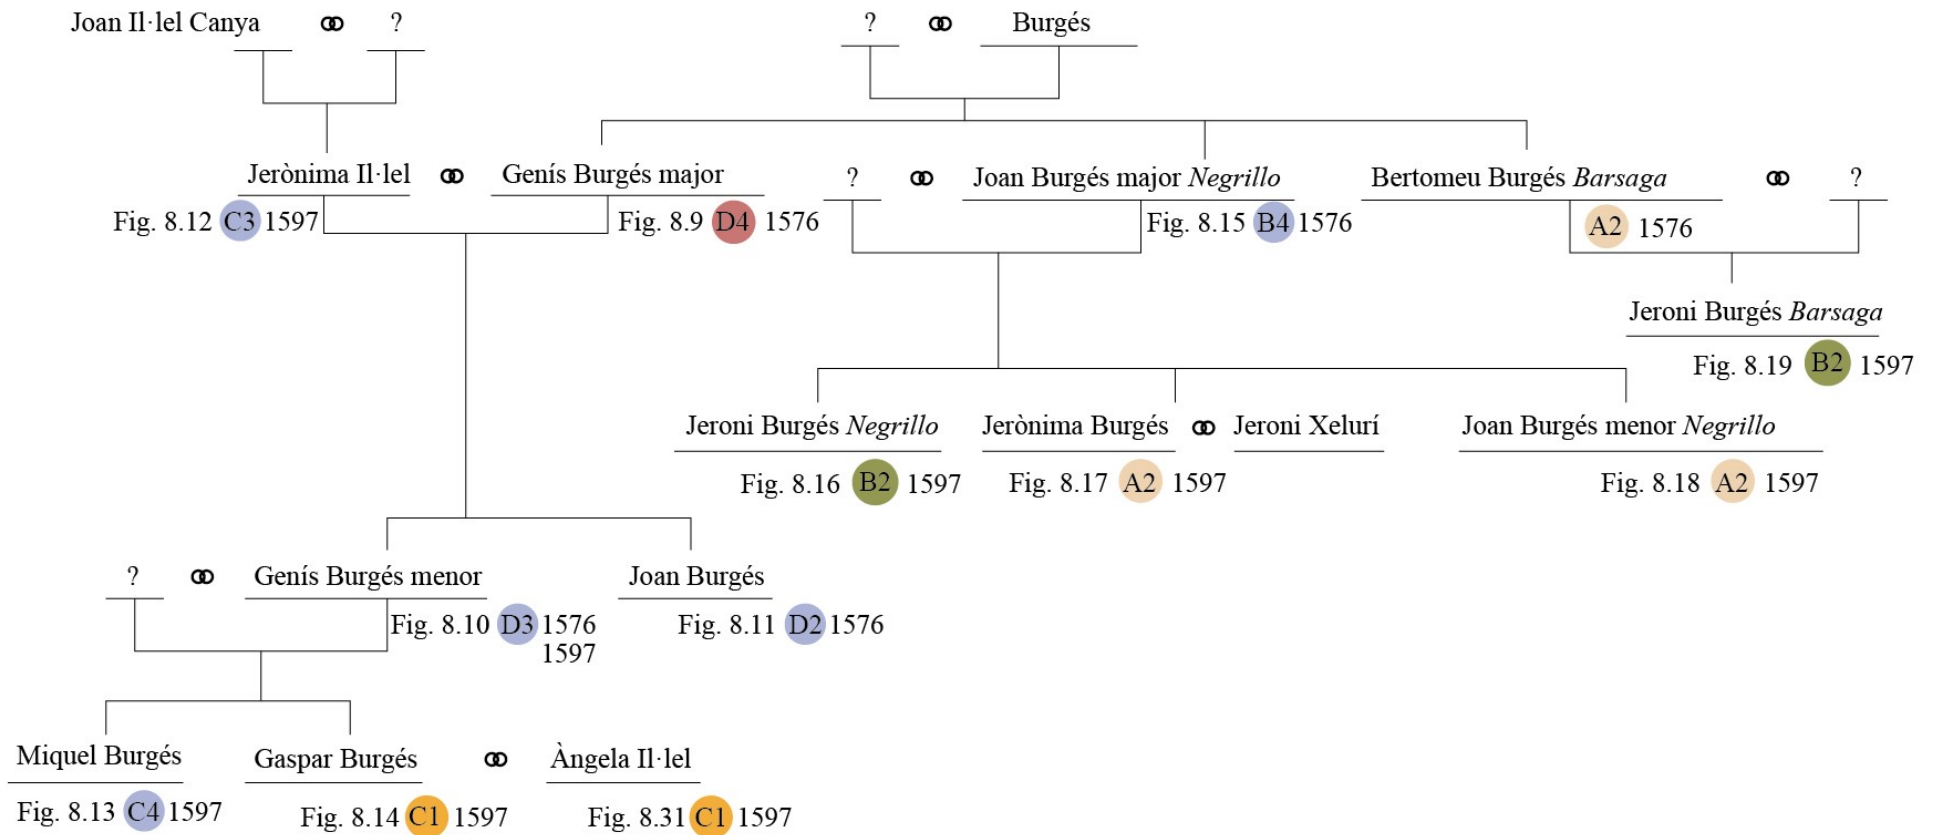 Joan Il·lel Canya ⚭ ? ? ⚭ Burgés
Jerònima Il·lel ⚭ Genís Burgés major ? ⚭ Joan Burgés major Negrillo Bertomeu Burgés Barsaga ⚭ ?
Fig. 8.12 C3 1597 Fig. 8.9 D4 1576 Fig. 8.15 B4 1576 A2 1576
Jeroni Burgés Barsaga
Fig. 8.19 B2 1597
Jeroni Burgés Negrillo Jerònima Burgés ⚭ Jeroni Xelurí Joan Burgés menor Negrillo
Fig. 8.16 B2 1597 Fig. 8.17 A2 1597 Fig. 8.18 A2 1597
? ⚭ Genís Burgés menor Joan Burgés
Fig. 8.10 D3 1576 Fig. 8.11 D2 1576
1597
Miquel Burgés Gaspar Burgés ⚭ Àngela Il·lel
Fig. 8.13 C4 1597 Fig. 8.14 C1 1597 Fig. 8.31 C1 1597